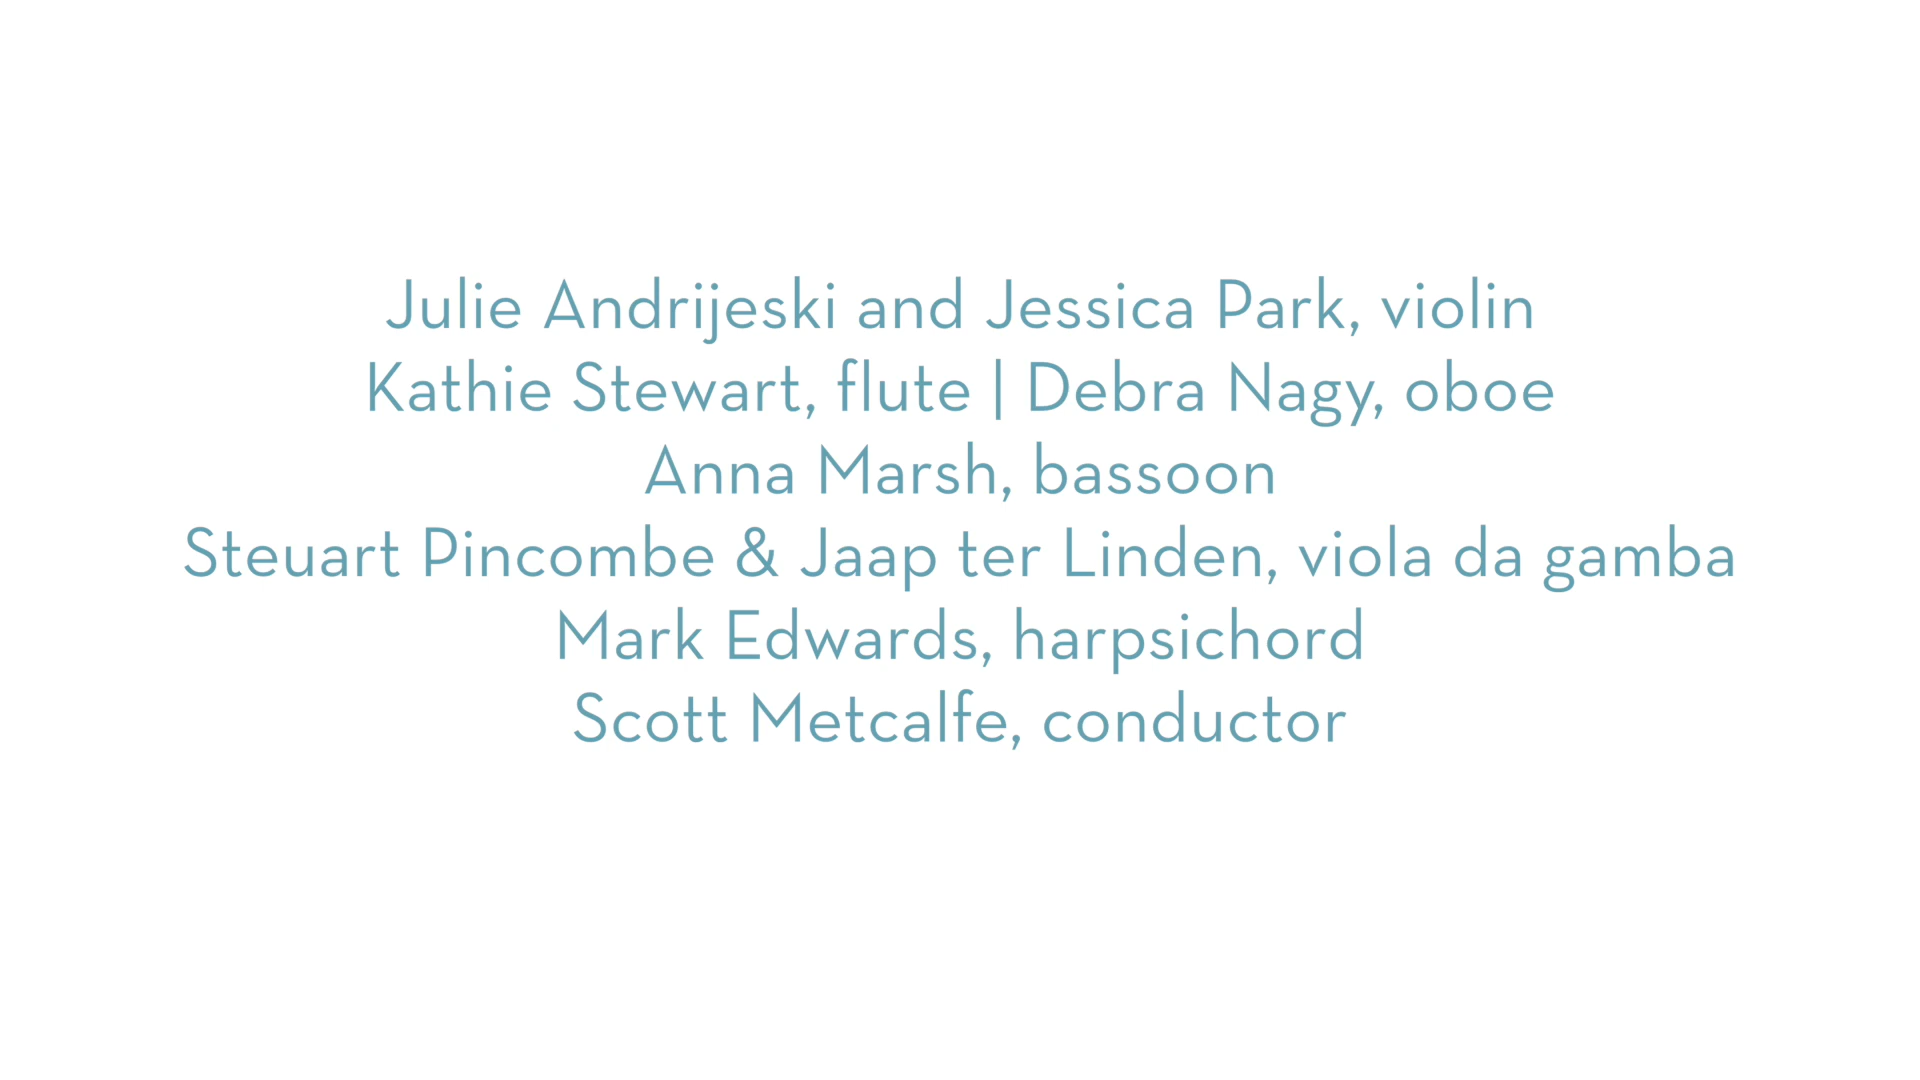 Julie Andrijeski and Jessica Park, violin
Kathie Stewart, flute | Debra Nagy, oboe
Anna Marsh, bassoon
Steuart Pincombe & Jaap ter Linden, viola da gamba
Mark Edwards, harpsichord
Scott Metcalfe, conductor